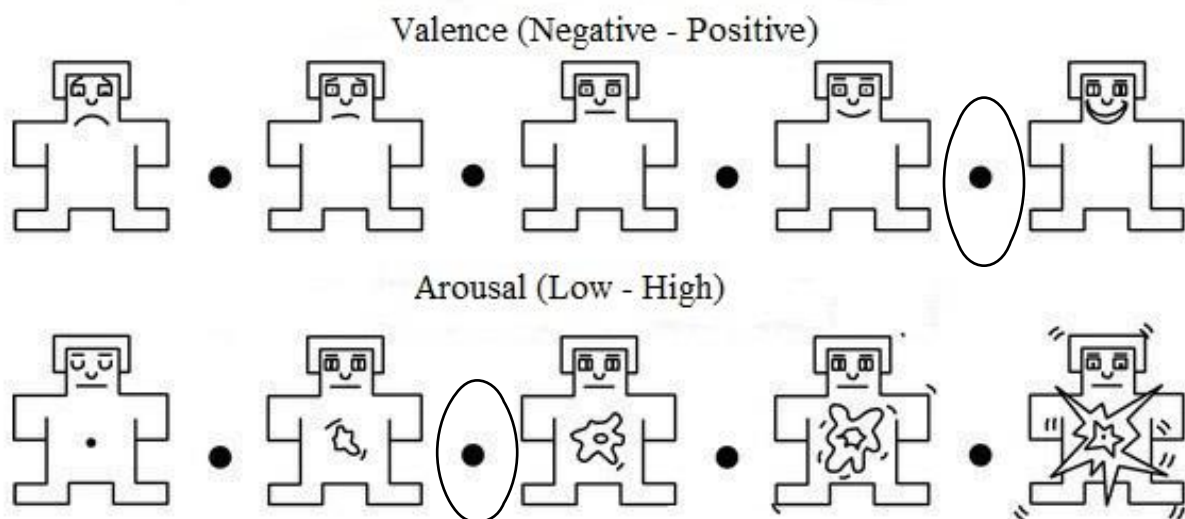 Valence (Negative - Positive)
Arousal (Low - High)